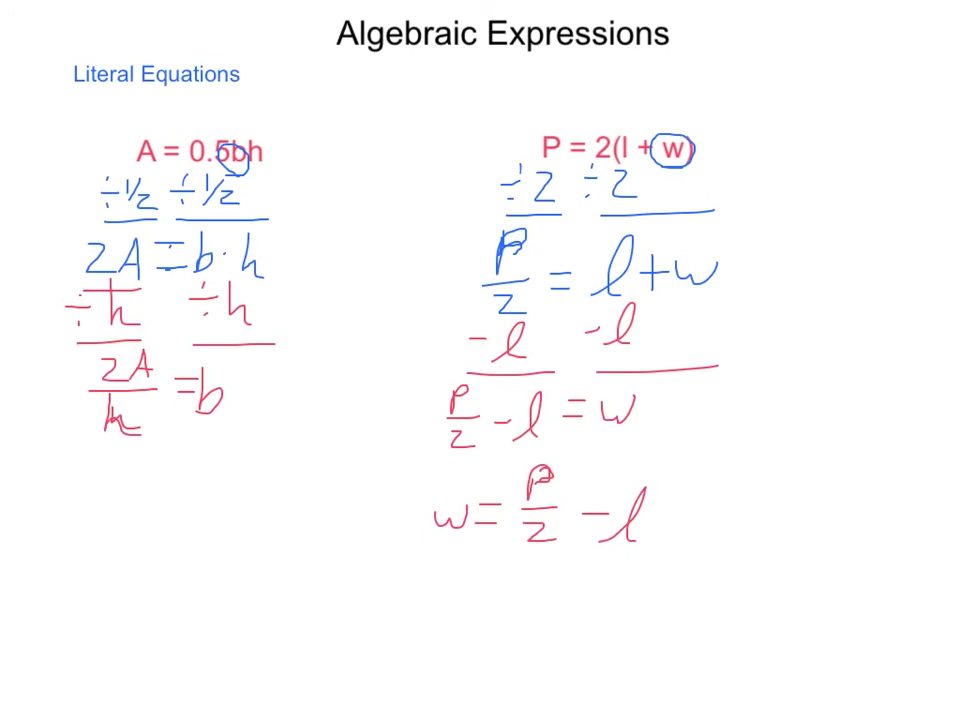 Algebraic Expressions
Literal Equations
A = 0.5bh
÷ 1/2 ÷ 1/2
2A = b · h
÷ h ÷ h
2A/h = b
P = 2(l + w)
÷ 2 ÷ 2
P/2 = l + w
- l - l
P/2 - l = w
w = P/2 - l